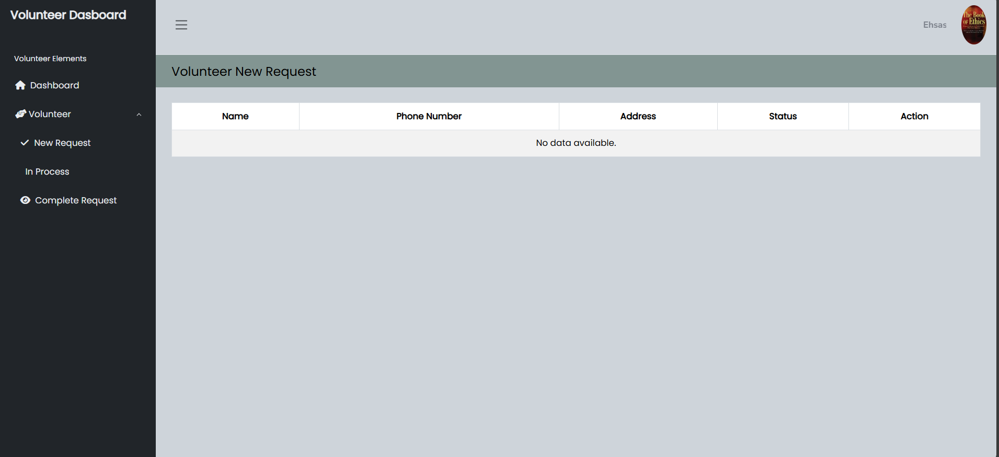 Volunteer Dasboard
Volunteer Elements
Dashboard
Volunteer
New Request
In Process
Complete Request
Ehsas
The Book
of Ethics
Volunteer New Request
Name Phone Number Address Status Action
No data available.